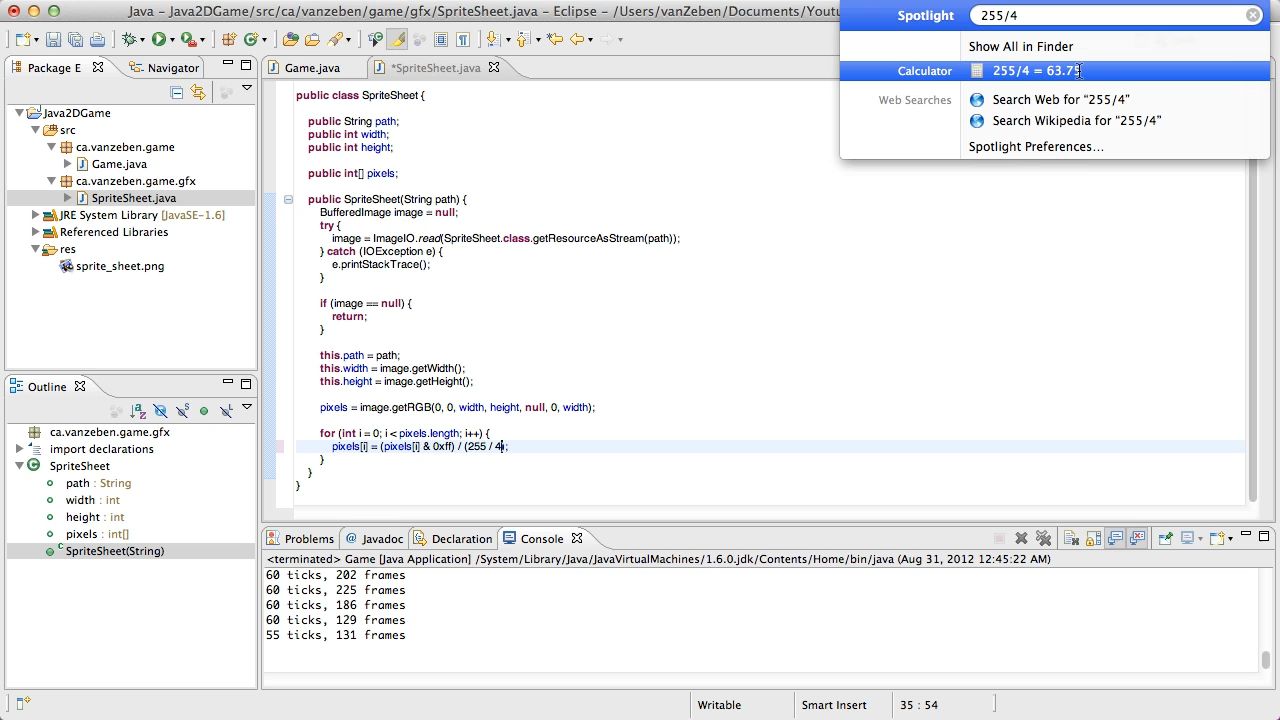 Java – Java2DGame/src/ca/vanzeben/game/gfx/SpriteSheet.java – Eclipse – /Users/vanZeben/Documents/Youtu
Spotlight 255/4
Show All in Finder
Calculator 255/4 = 63.75
Web Searches Search Web for “255/4”
Search Wikipedia for “255/4”
Spotlight Preferences...
Package E Navigator
Java2DGame
src
ca.vanzeben.game
Game.java
ca.vanzeben.game.gfx
SpriteSheet.java
JRE System Library [JavaSE-1.6]
Referenced Libraries
res
sprite_sheet.png
Outline
ca.vanzeben.game.gfx
import declarations
SpriteSheet
path : String
width : int
height : int
pixels : int[]
SpriteSheet(String)
Game.java *SpriteSheet.java
public class SpriteSheet {
public String path;
public int width;
public int height;
public int[] pixels;
public SpriteSheet(String path) {
BufferedImage image = null;
try {
image = ImageIO.read(SpriteSheet.class.getResourceAsStream(path));
} catch (IOException e) {
e.printStackTrace();
}
if (image == null) {
return;
}
this.path = path;
this.width = image.getWidth();
this.height = image.getHeight();
pixels = image.getRGB(0, 0, width, height, null, 0, width);
for (int i = 0; i < pixels.length; i++) {
pixels[i] = (pixels[i] & 0xff) / (255 / 4);
}
}
}
Problems @ Javadoc Declaration Console
<terminated> Game [Java Application] /System/Library/Java/JavaVirtualMachines/1.6.0.jdk/Contents/Home/bin/java (Aug 31, 2012 12:45:22 AM)
60 ticks, 202 frames
60 ticks, 225 frames
60 ticks, 186 frames
60 ticks, 129 frames
55 ticks, 131 frames
Writable Smart Insert 35 : 54